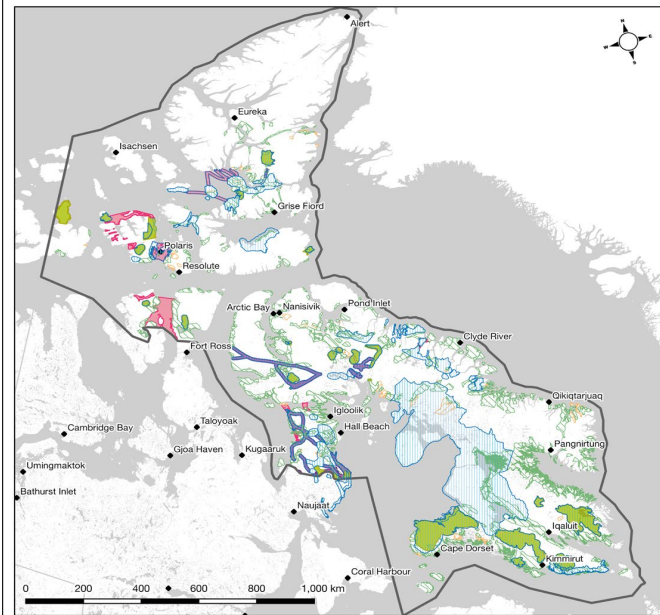 Alert
N
W E
S
Eureka
Isachsen
Grise Fiord
Polaris
Resolute
Arctic Bay
Nanisivik
Pond Inlet
Clyde River
Fort Ross
Qikiqtarjuaq
Igloolik
Taloyoak
Cambridge Bay
Hall Beach
Pangnirtung
Gjoa Haven
Kugaaruk
Umingmaktok
Bathurst Inlet
Naujaat
Iqaluit
Cape Dorset
Kimmirut
Coral Harbour
0 200 400 600 800 1,000 km